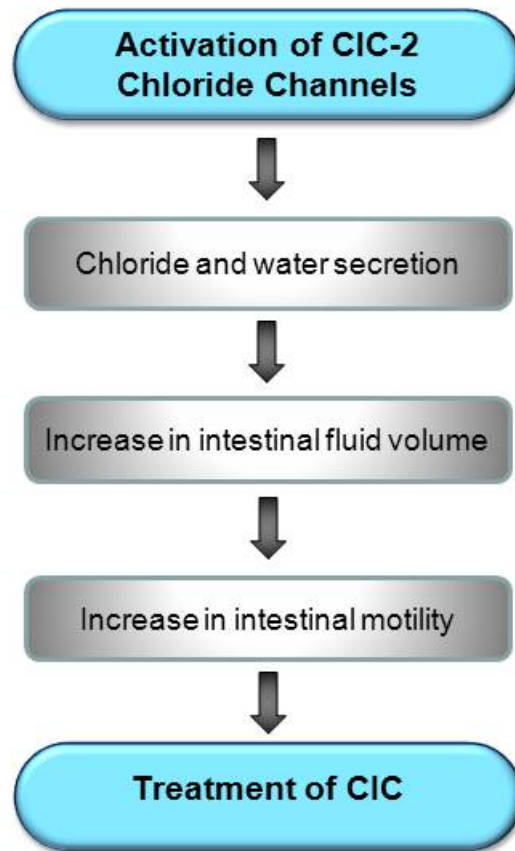 Activation of ClC-2
Chloride Channels
Chloride and water secretion
Increase in intestinal fluid volume
Increase in intestinal motility
Treatment of CIC